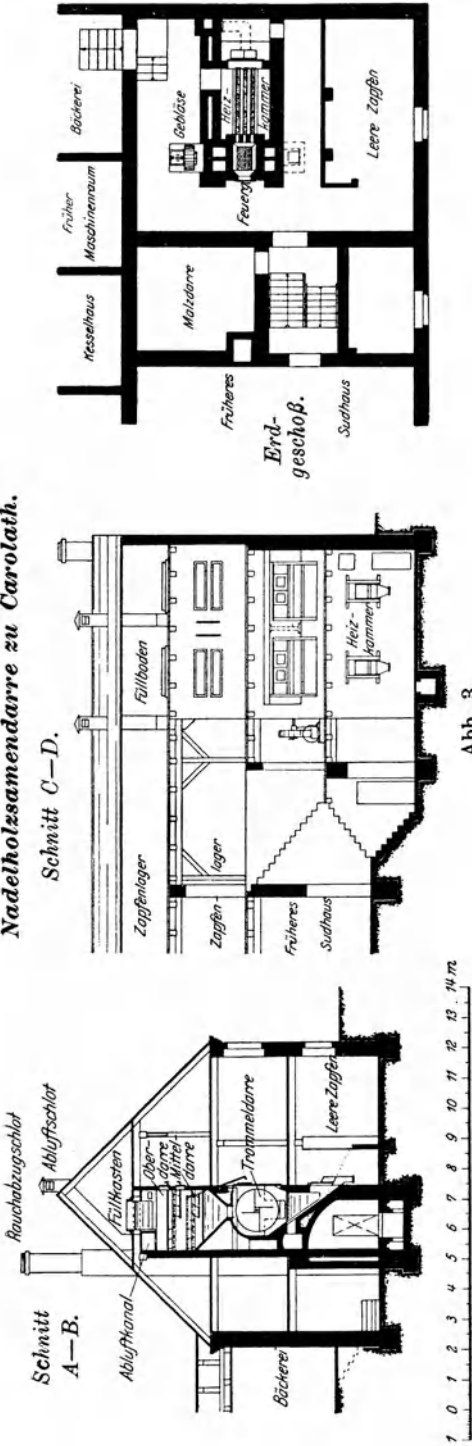 Nadelholzsamendarre zu Carolath.
Schnitt
A—B.
Rauchabzugschlot
Abluftschlot
Abluftkanal
Füllkasten
Ober-
darre
Mittel-
darre
Trommeldarre
Leere Zapfen
Bäckerei
1 0 1 2 3 4 5 6 7 8 9 10 11 12 13 14 m
Schnitt C—D.
Zapfenlager
Füllboden
Zapfen-
lager
Früheres
Sudhaus
Heiz-
kammer
Abb. 3.
Kesselhaus
Früher
Maschinenraum
Bäckerei
Malzdarre
Gebläse
Heiz-
kammer
Feuerg
Leere Zapfen
Früheres
Sudhaus
Erd-
geschoß.